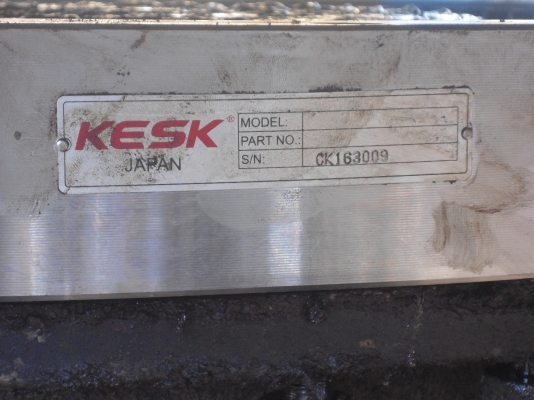 KESK®
JAPAN
MODEL:
PART NO.:
S/N: CK163009